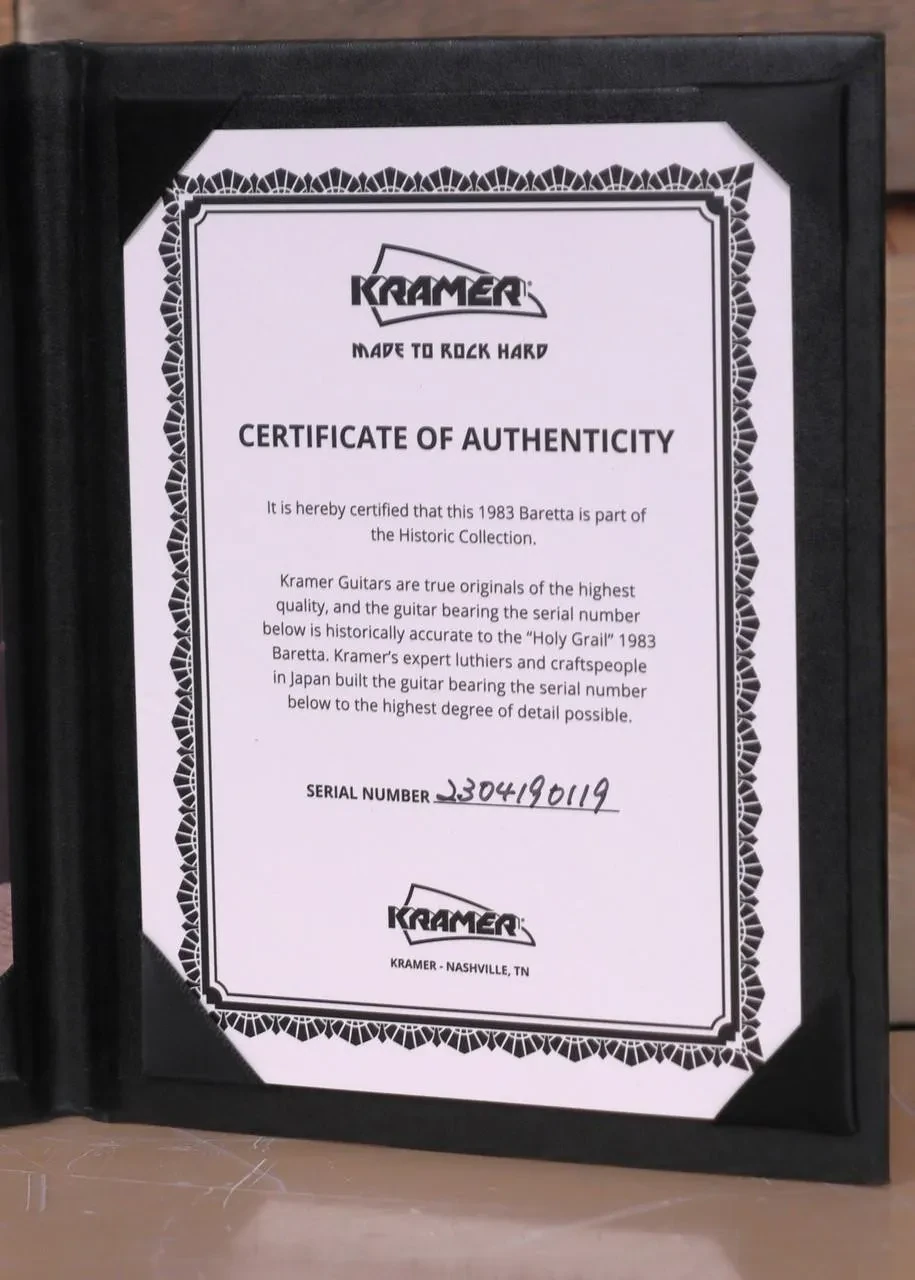 KRAMER
MADE TO ROCK HARD
CERTIFICATE OF AUTHENTICITY
It is hereby certified that this 1983 Baretta is part of
the Historic Collection.
Kramer Guitars are true originals of the highest
quality, and the guitar bearing the serial number
below is historically accurate to the “Holy Grail” 1983
Baretta. Kramer’s expert luthiers and craftspeople
in Japan built the guitar bearing the serial number
below to the highest degree of detail possible.
SERIAL NUMBER 2304190119
KRAMER
KRAMER - NASHVILLE, TN